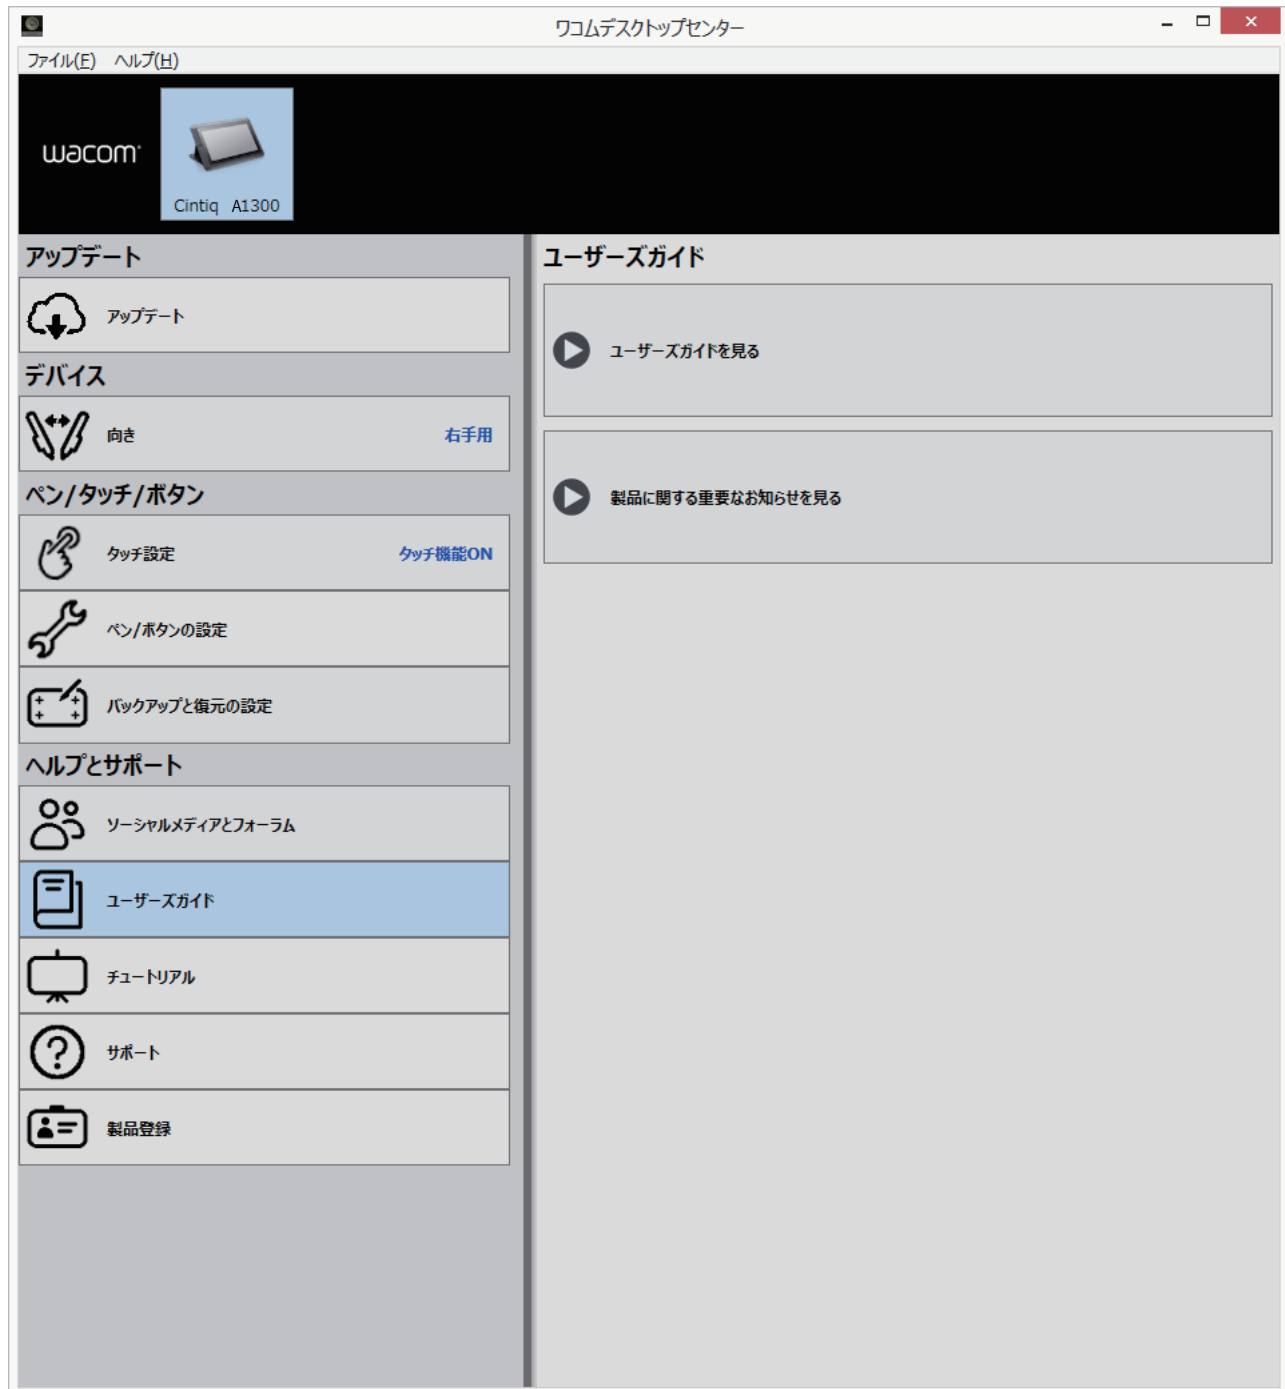 ワコムデスクトップセンター
ファイル(F) ヘルプ(H)
wacom
Cintiq A1300
アップデート
アップデート
デバイス
向き 右手用
ペン/タッチ/ボタン
タッチ設定 タッチ機能ON
ペン/ボタンの設定
バックアップと復元の設定
ヘルプとサポート
ソーシャルメディアとフォーラム
ユーザーズガイド
チュートリアル
サポート
製品登録
ユーザーズガイド
ユーザーズガイドを見る
製品に関する重要なお知らせを見る